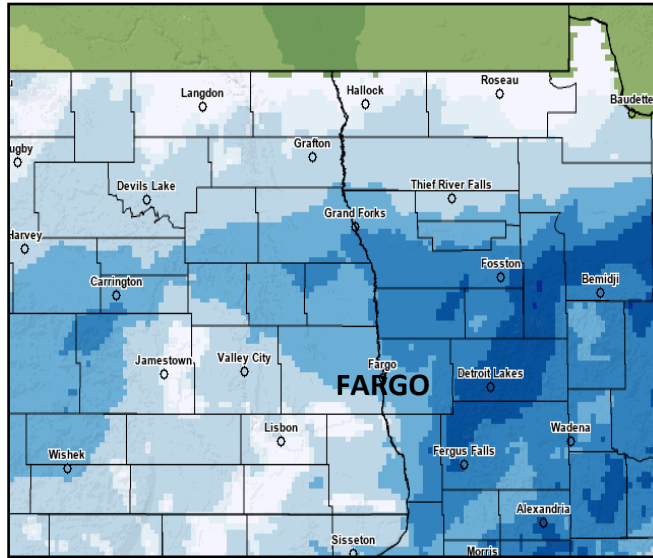 Roseau
Langdon
Hallock
Baudette
Grafton
ugby
Devils Lake
Thief River Falls
Grand Forks
Harvey
Fosston
Carrington
Bemidji
Jamestown
Valley City
Fargo
FARGO
Detroit Lakes
Lisbon
Wadena
Wishek
Fergus Falls
Alexandria
Sisseton
Morris